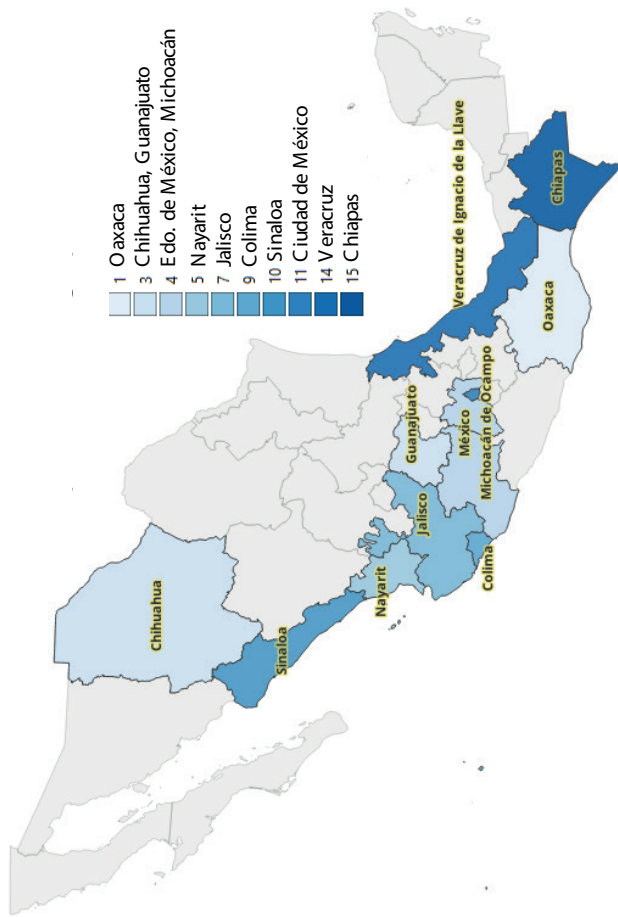 1 Oaxaca
3 Chihuahua, Guanajuato
4 Edo. de México, Michoacán
5 Nayarit
7 Jalisco
9 Colima
10 Sinaloa
11 Ciudad de México
14 Veracruz
15 Chiapas
Chihuahua
Sinaloa
Nayarit
Jalisco
Colima
Guanajuato
México
Michoacán de Ocampo
Veracruz de Ignacio de la Llave
Oaxaca
Chiapas